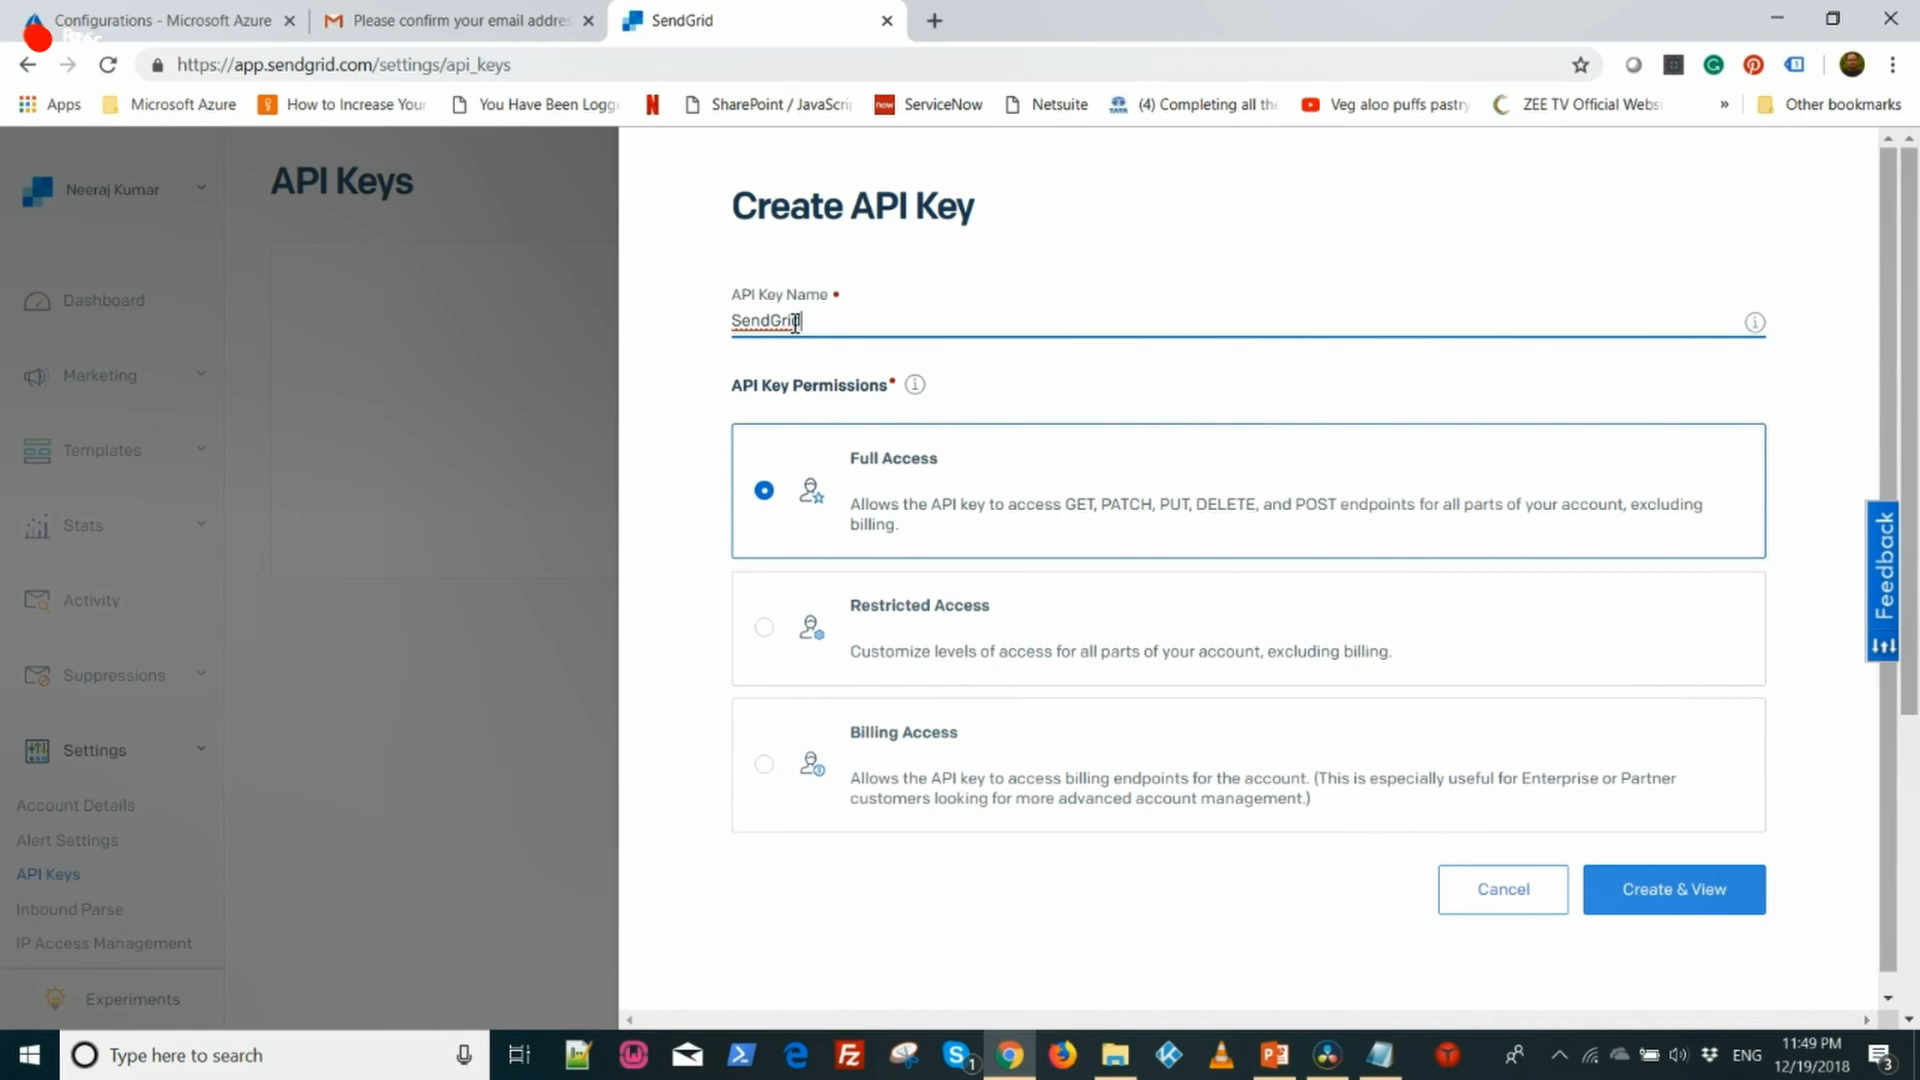 Configurations - Microsoft Azure
Please confirm your email addre
SendGrid
Rec
https://app.sendgrid.com/settings/api_keys
Apps
Microsoft Azure
How to Increase Your
You Have Been Logg
SharePoint / JavaScri
now
ServiceNow
Netsuite
(4) Completing all the
Veg aloo puffs pastry
ZEE TV Official Webs
»
Other bookmarks
Neeraj Kumar
API Keys
Create API Key
API Key Name
SendGrid
API Key Permissions
Full Access
Allows the API key to access GET, PATCH, PUT, DELETE, and POST endpoints for all parts of your account, excluding
billing.
Restricted Access
Customize levels of access for all parts of your account, excluding billing.
Billing Access
Allows the API key to access billing endpoints for the account. (This is especially useful for Enterprise or Partner
customers looking for more advanced account management.)
Cancel
Create & View
Feedback
Dashboard
Marketing
Templates
Stats
Activity
Suppressions
Settings
Account Details
Alert Settings
API Keys
Inbound Parse
IP Access Management
Experiments
Type here to search
1
ENG
11:49 PM
12/19/2018
3